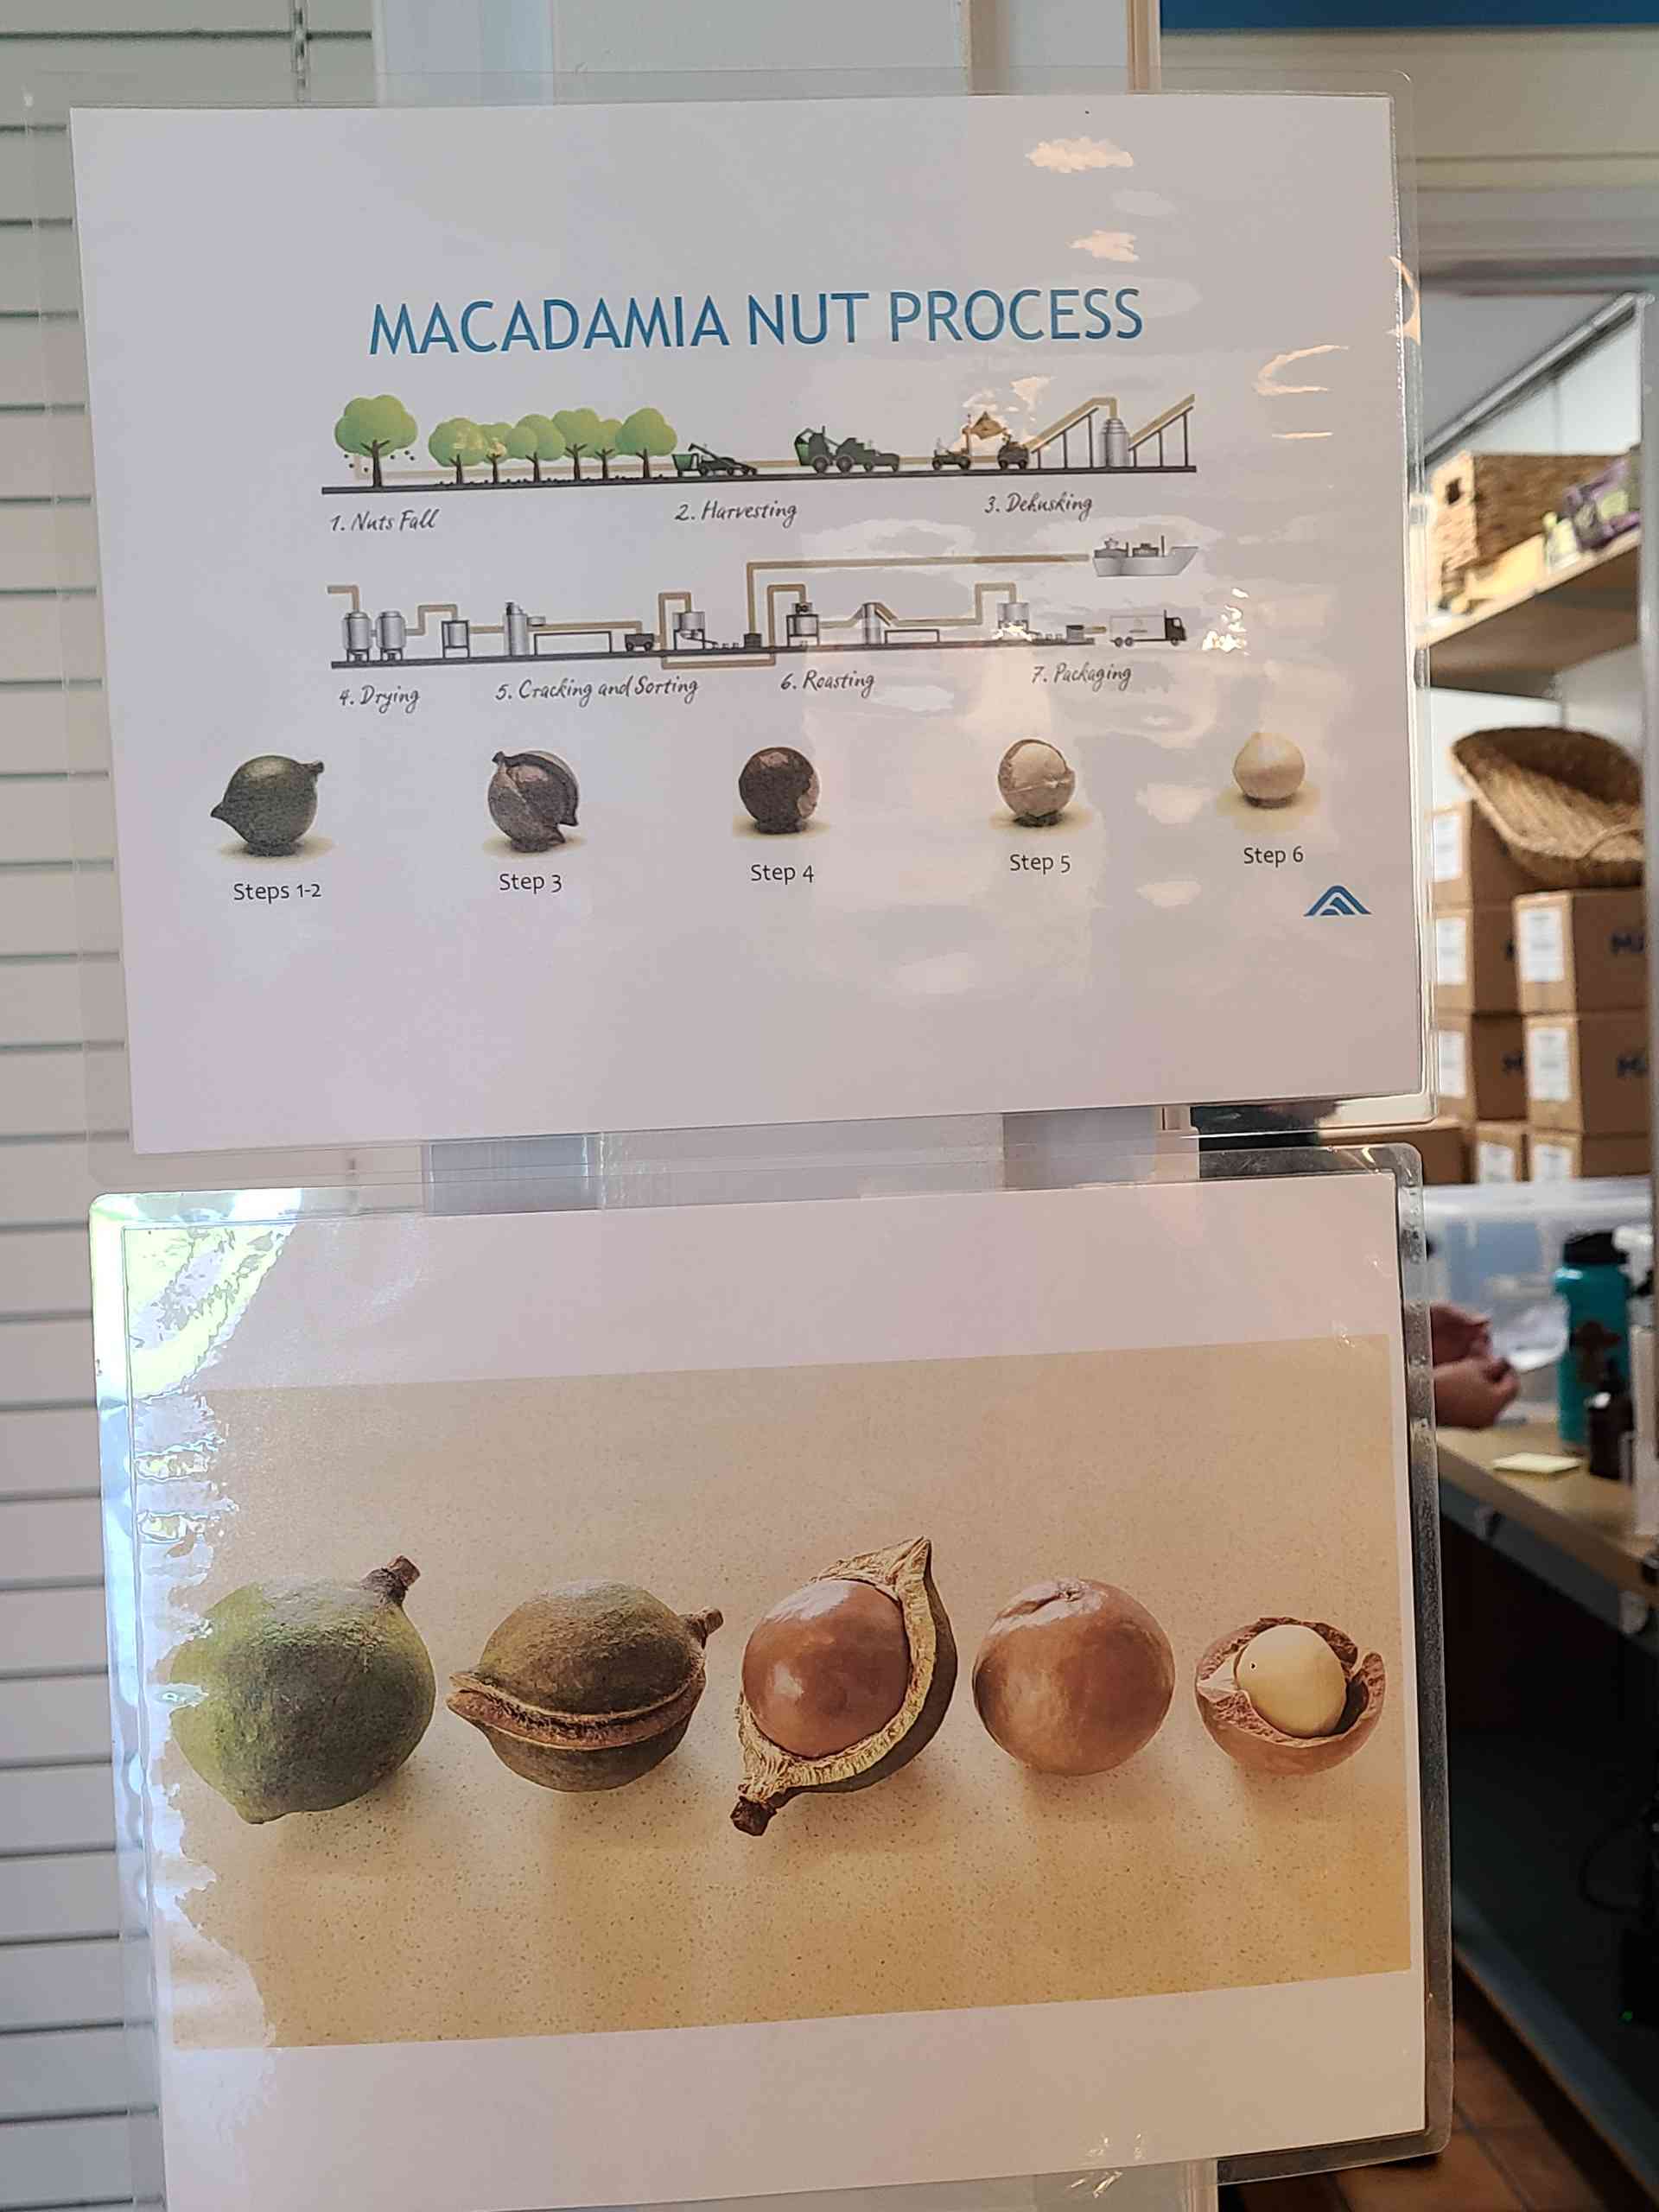 MACADAMIA NUT PROCESS
1. Nuts Fall
2. Harvesting
3. Dehusking
4. Drying
5. Cracking and Sorting
6. Roasting
7. Packaging
Steps 1-2
Step 3
Step 4
Step 5
Step 6